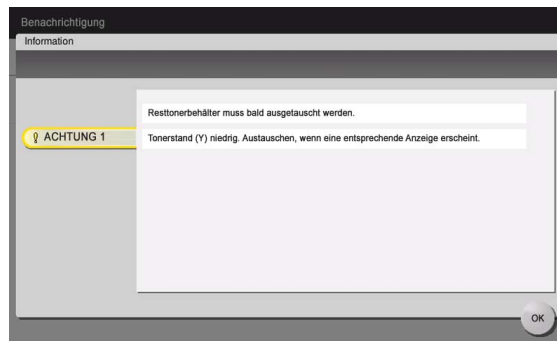 Benachrichtigung
Information
Resttonerbehälter muss bald ausgetauscht werden.
ACHTUNG 1
Tonerstand (Y) niedrig. Austauschen, wenn eine entsprechende Anzeige erscheint.
OK